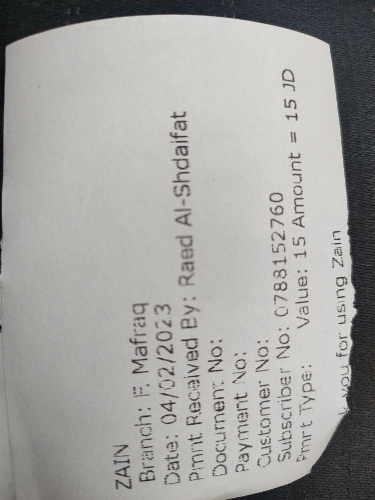 ZAIN
Branch: F. Mafraq
Date: 04/02/2023
Pmnt Received By: Raed Al-Shdaifat
Document No:
Payment No:
Customer No:
Subscriber No: 0788152760
Pmrt Type: Value: 15 Amount = 15 JD
k you for using Zain